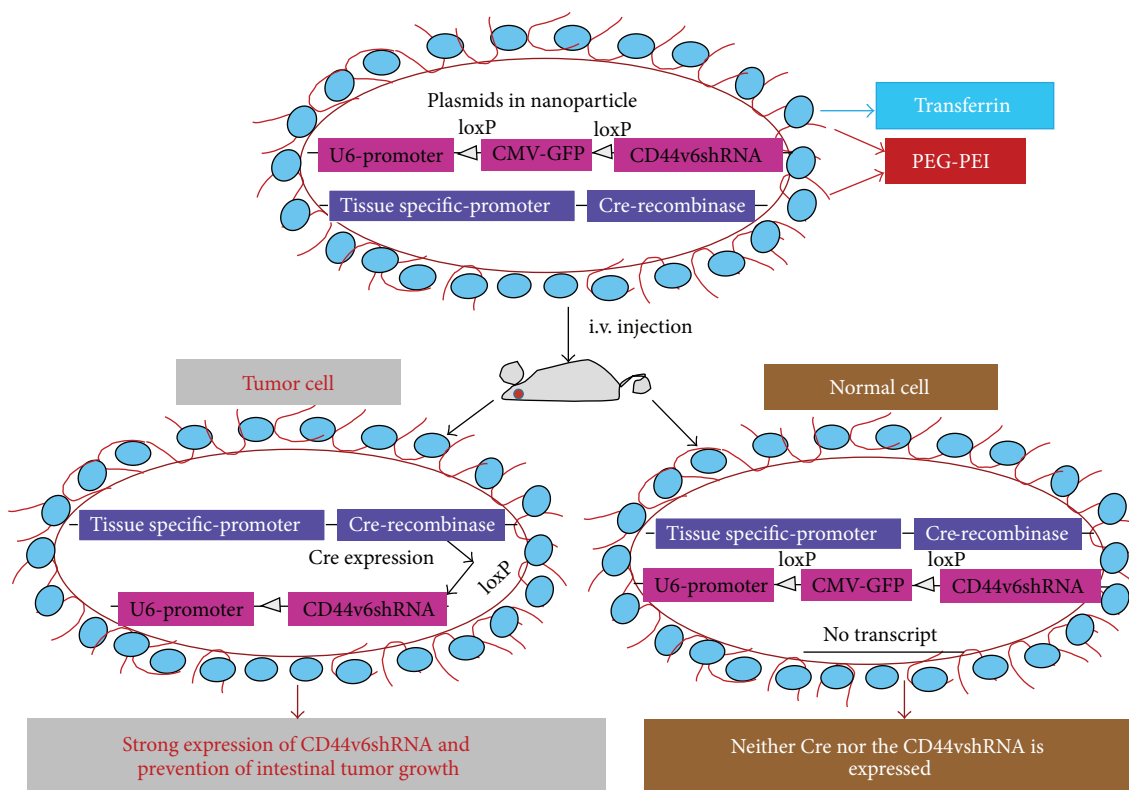 Plasmids in nanoparticle
loxP
loxP
U6-promoter
CMV-GFP
CD44v6shRNA
Tissue specific-promoter
Cre-recombinase
Transferrin
PEG-PEI
i.v. injection
Tumor cell
Normal cell
Tissue specific-promoter
Cre-recombinase
Cre expression
loxP
U6-promoter
CD44v6shRNA
Tissue specific-promoter
Cre-recombinase
loxP
loxP
U6-promoter
CMV-GFP
CD44v6shRNA
No transcript
Strong expression of CD44v6shRNA and
prevention of intestinal tumor growth
Neither Cre nor the CD44vshRNA is
expressed